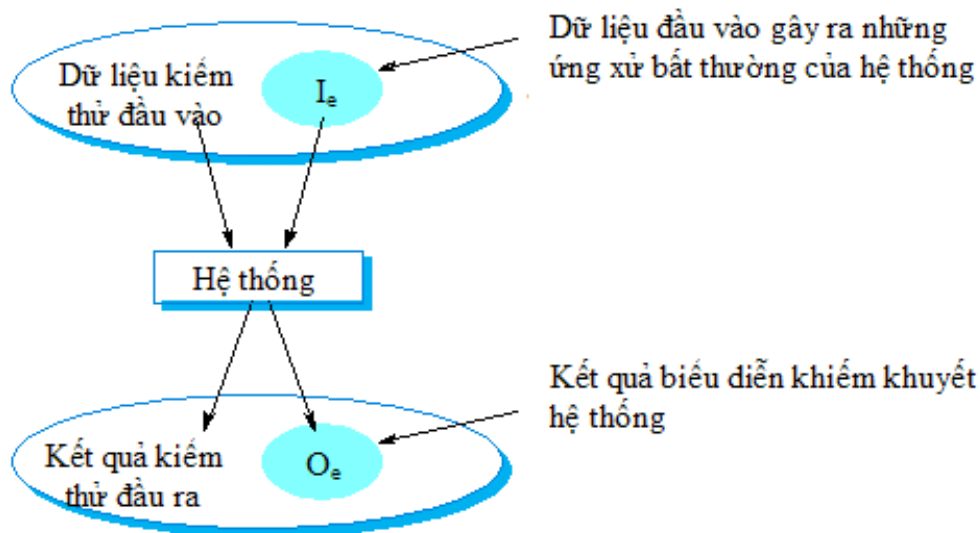 Dữ liệu kiểm
thử đầu vào
Iₑ
Dữ liệu đầu vào gây ra những
ứng xử bất thường của hệ thống
Hệ thống
Kết quả kiểm
thử đầu ra
Oₑ
Kết quả biểu diễn khiếm khuyết
hệ thống